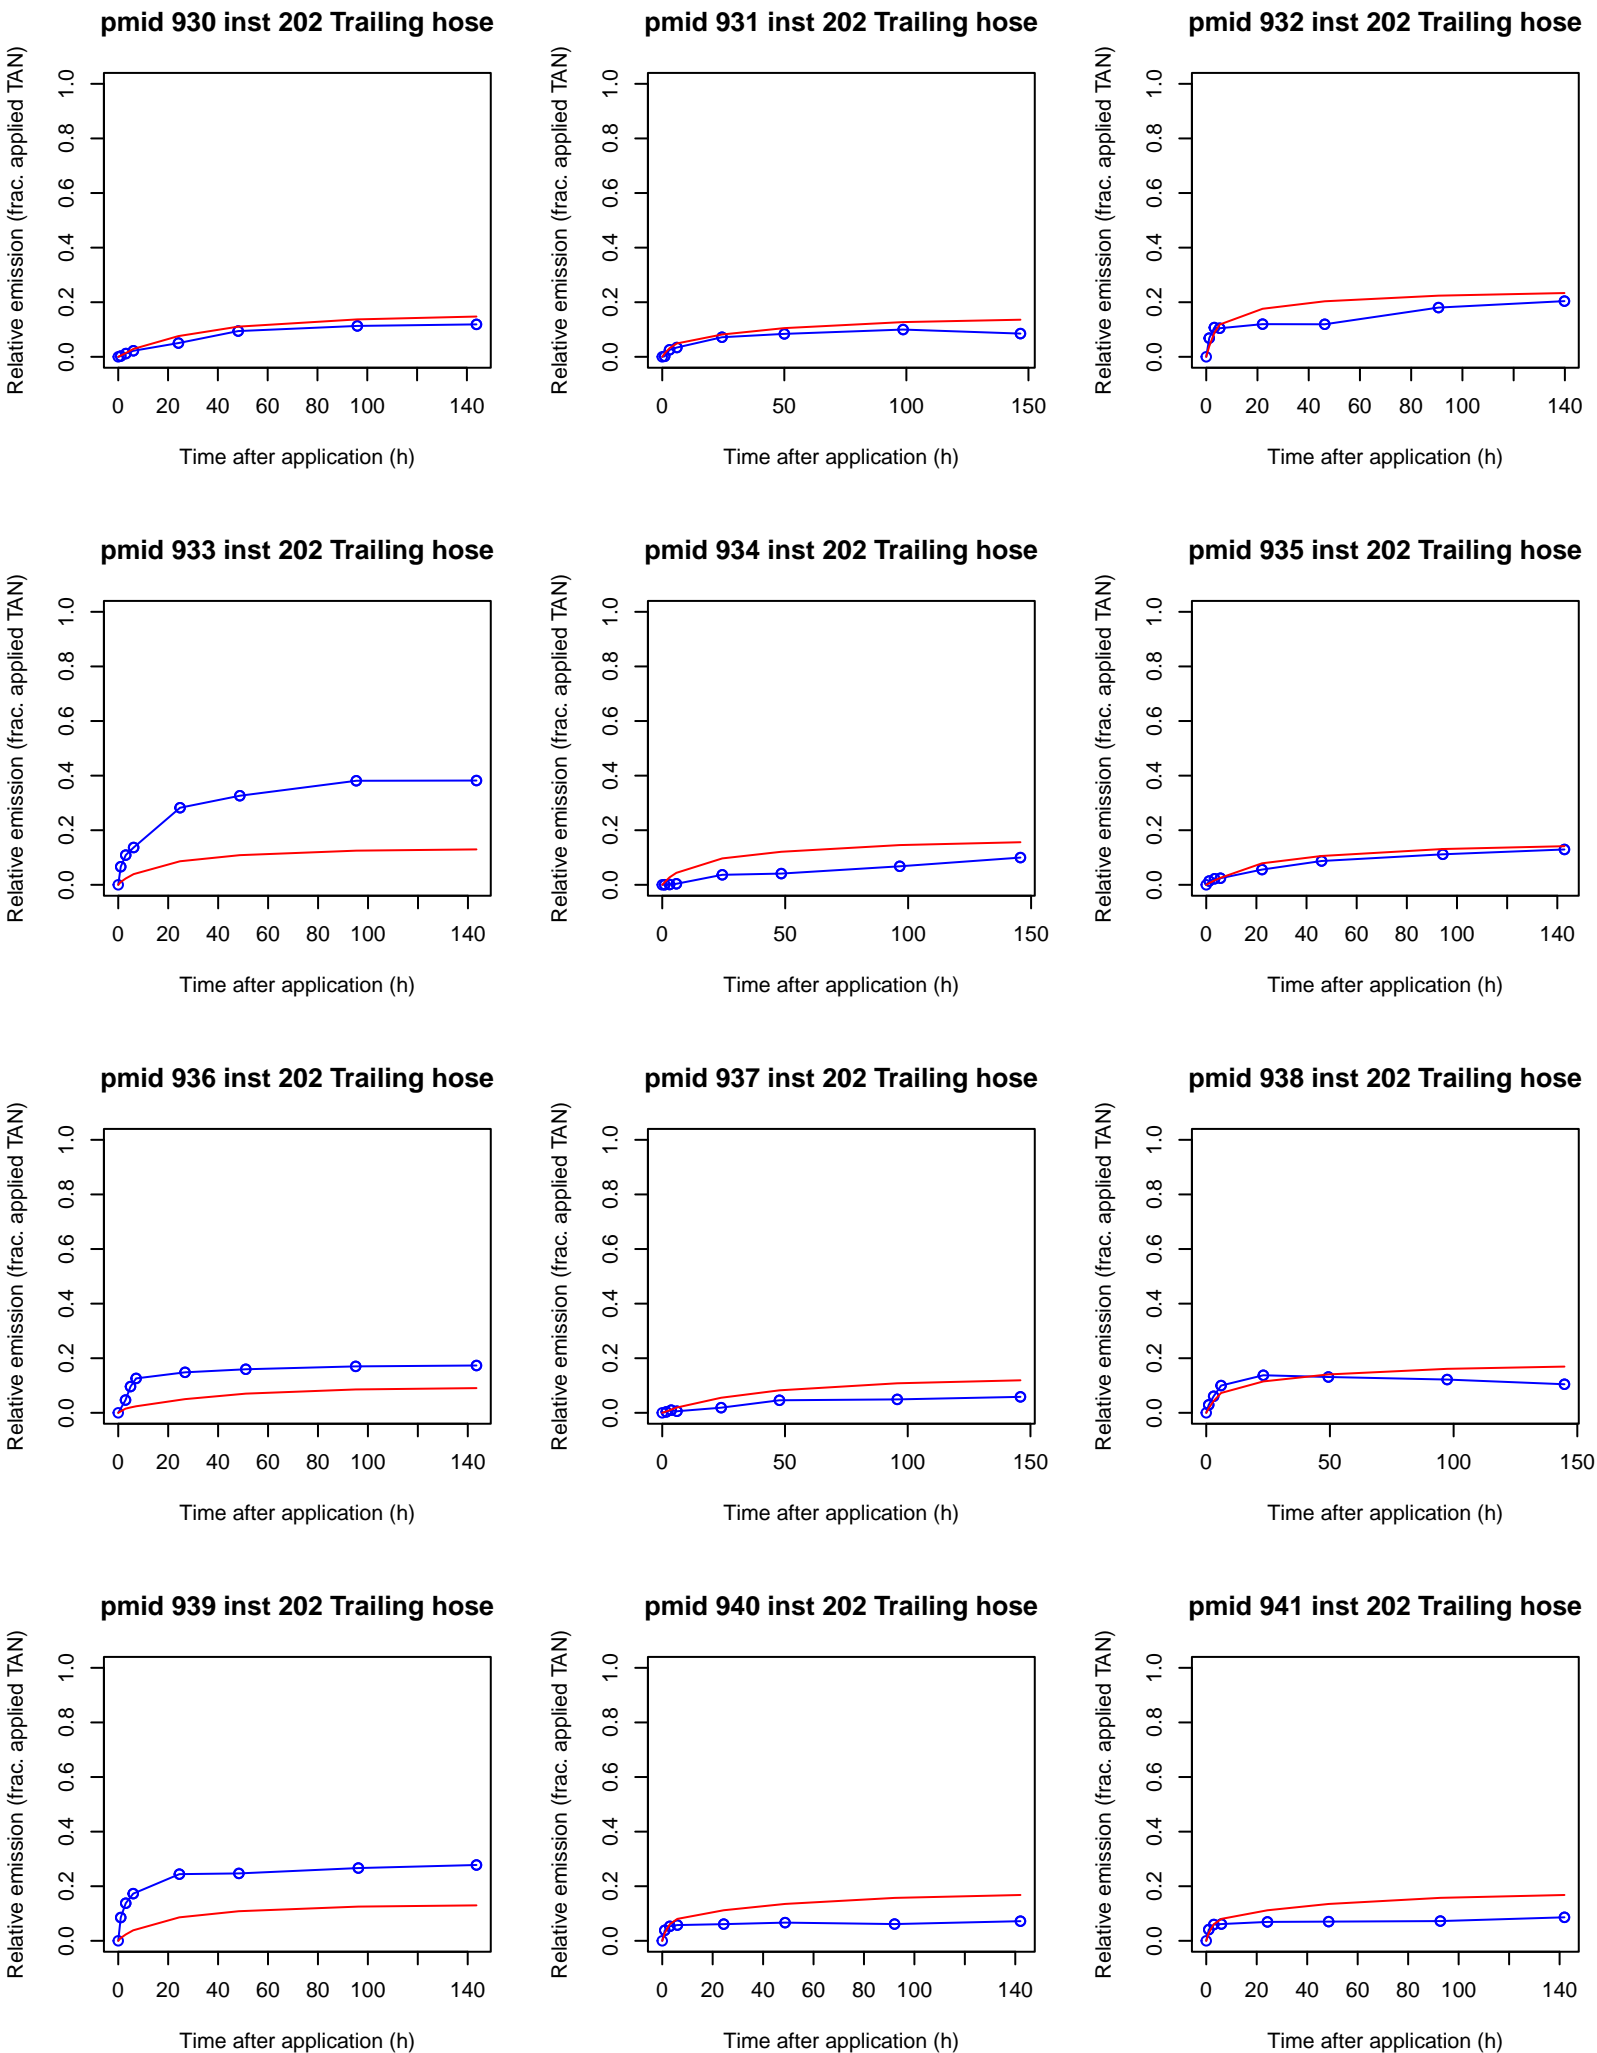 pmid 930 inst 202 Trailing hose
Relative emission (frac. applied TAN)
1.0
0.8
0.6
0.4
0.2
0.0
0 20 40 60 80 100 140
Time after application (h)
pmid 931 inst 202 Trailing hose
Relative emission (frac. applied TAN)
1.0
0.8
0.6
0.4
0.2
0.0
0 50 100 150
Time after application (h)
pmid 932 inst 202 Trailing hose
Relative emission (frac. applied TAN)
1.0
0.8
0.6
0.4
0.2
0.0
0 20 40 60 80 100 140
Time after application (h)
pmid 933 inst 202 Trailing hose
Relative emission (frac. applied TAN)
1.0
0.8
0.6
0.4
0.2
0.0
0 20 40 60 80 100 140
Time after application (h)
pmid 934 inst 202 Trailing hose
Relative emission (frac. applied TAN)
1.0
0.8
0.6
0.4
0.2
0.0
0 50 100 150
Time after application (h)
pmid 935 inst 202 Trailing hose
Relative emission (frac. applied TAN)
1.0
0.8
0.6
0.4
0.2
0.0
0 20 40 60 80 100 140
Time after application (h)
pmid 936 inst 202 Trailing hose
Relative emission (frac. applied TAN)
1.0
0.8
0.6
0.4
0.2
0.0
0 20 40 60 80 100 140
Time after application (h)
pmid 937 inst 202 Trailing hose
Relative emission (frac. applied TAN)
1.0
0.8
0.6
0.4
0.2
0.0
0 50 100 150
Time after application (h)
pmid 938 inst 202 Trailing hose
Relative emission (frac. applied TAN)
1.0
0.8
0.6
0.4
0.2
0.0
0 50 100 150
Time after application (h)
pmid 939 inst 202 Trailing hose
Relative emission (frac. applied TAN)
1.0
0.8
0.6
0.4
0.2
0.0
0 20 40 60 80 100 140
Time after application (h)
pmid 940 inst 202 Trailing hose
Relative emission (frac. applied TAN)
1.0
0.8
0.6
0.4
0.2
0.0
0 20 40 60 80 100 140
Time after application (h)
pmid 941 inst 202 Trailing hose
Relative emission (frac. applied TAN)
1.0
0.8
0.6
0.4
0.2
0.0
0 20 40 60 80 100 140
Time after application (h)